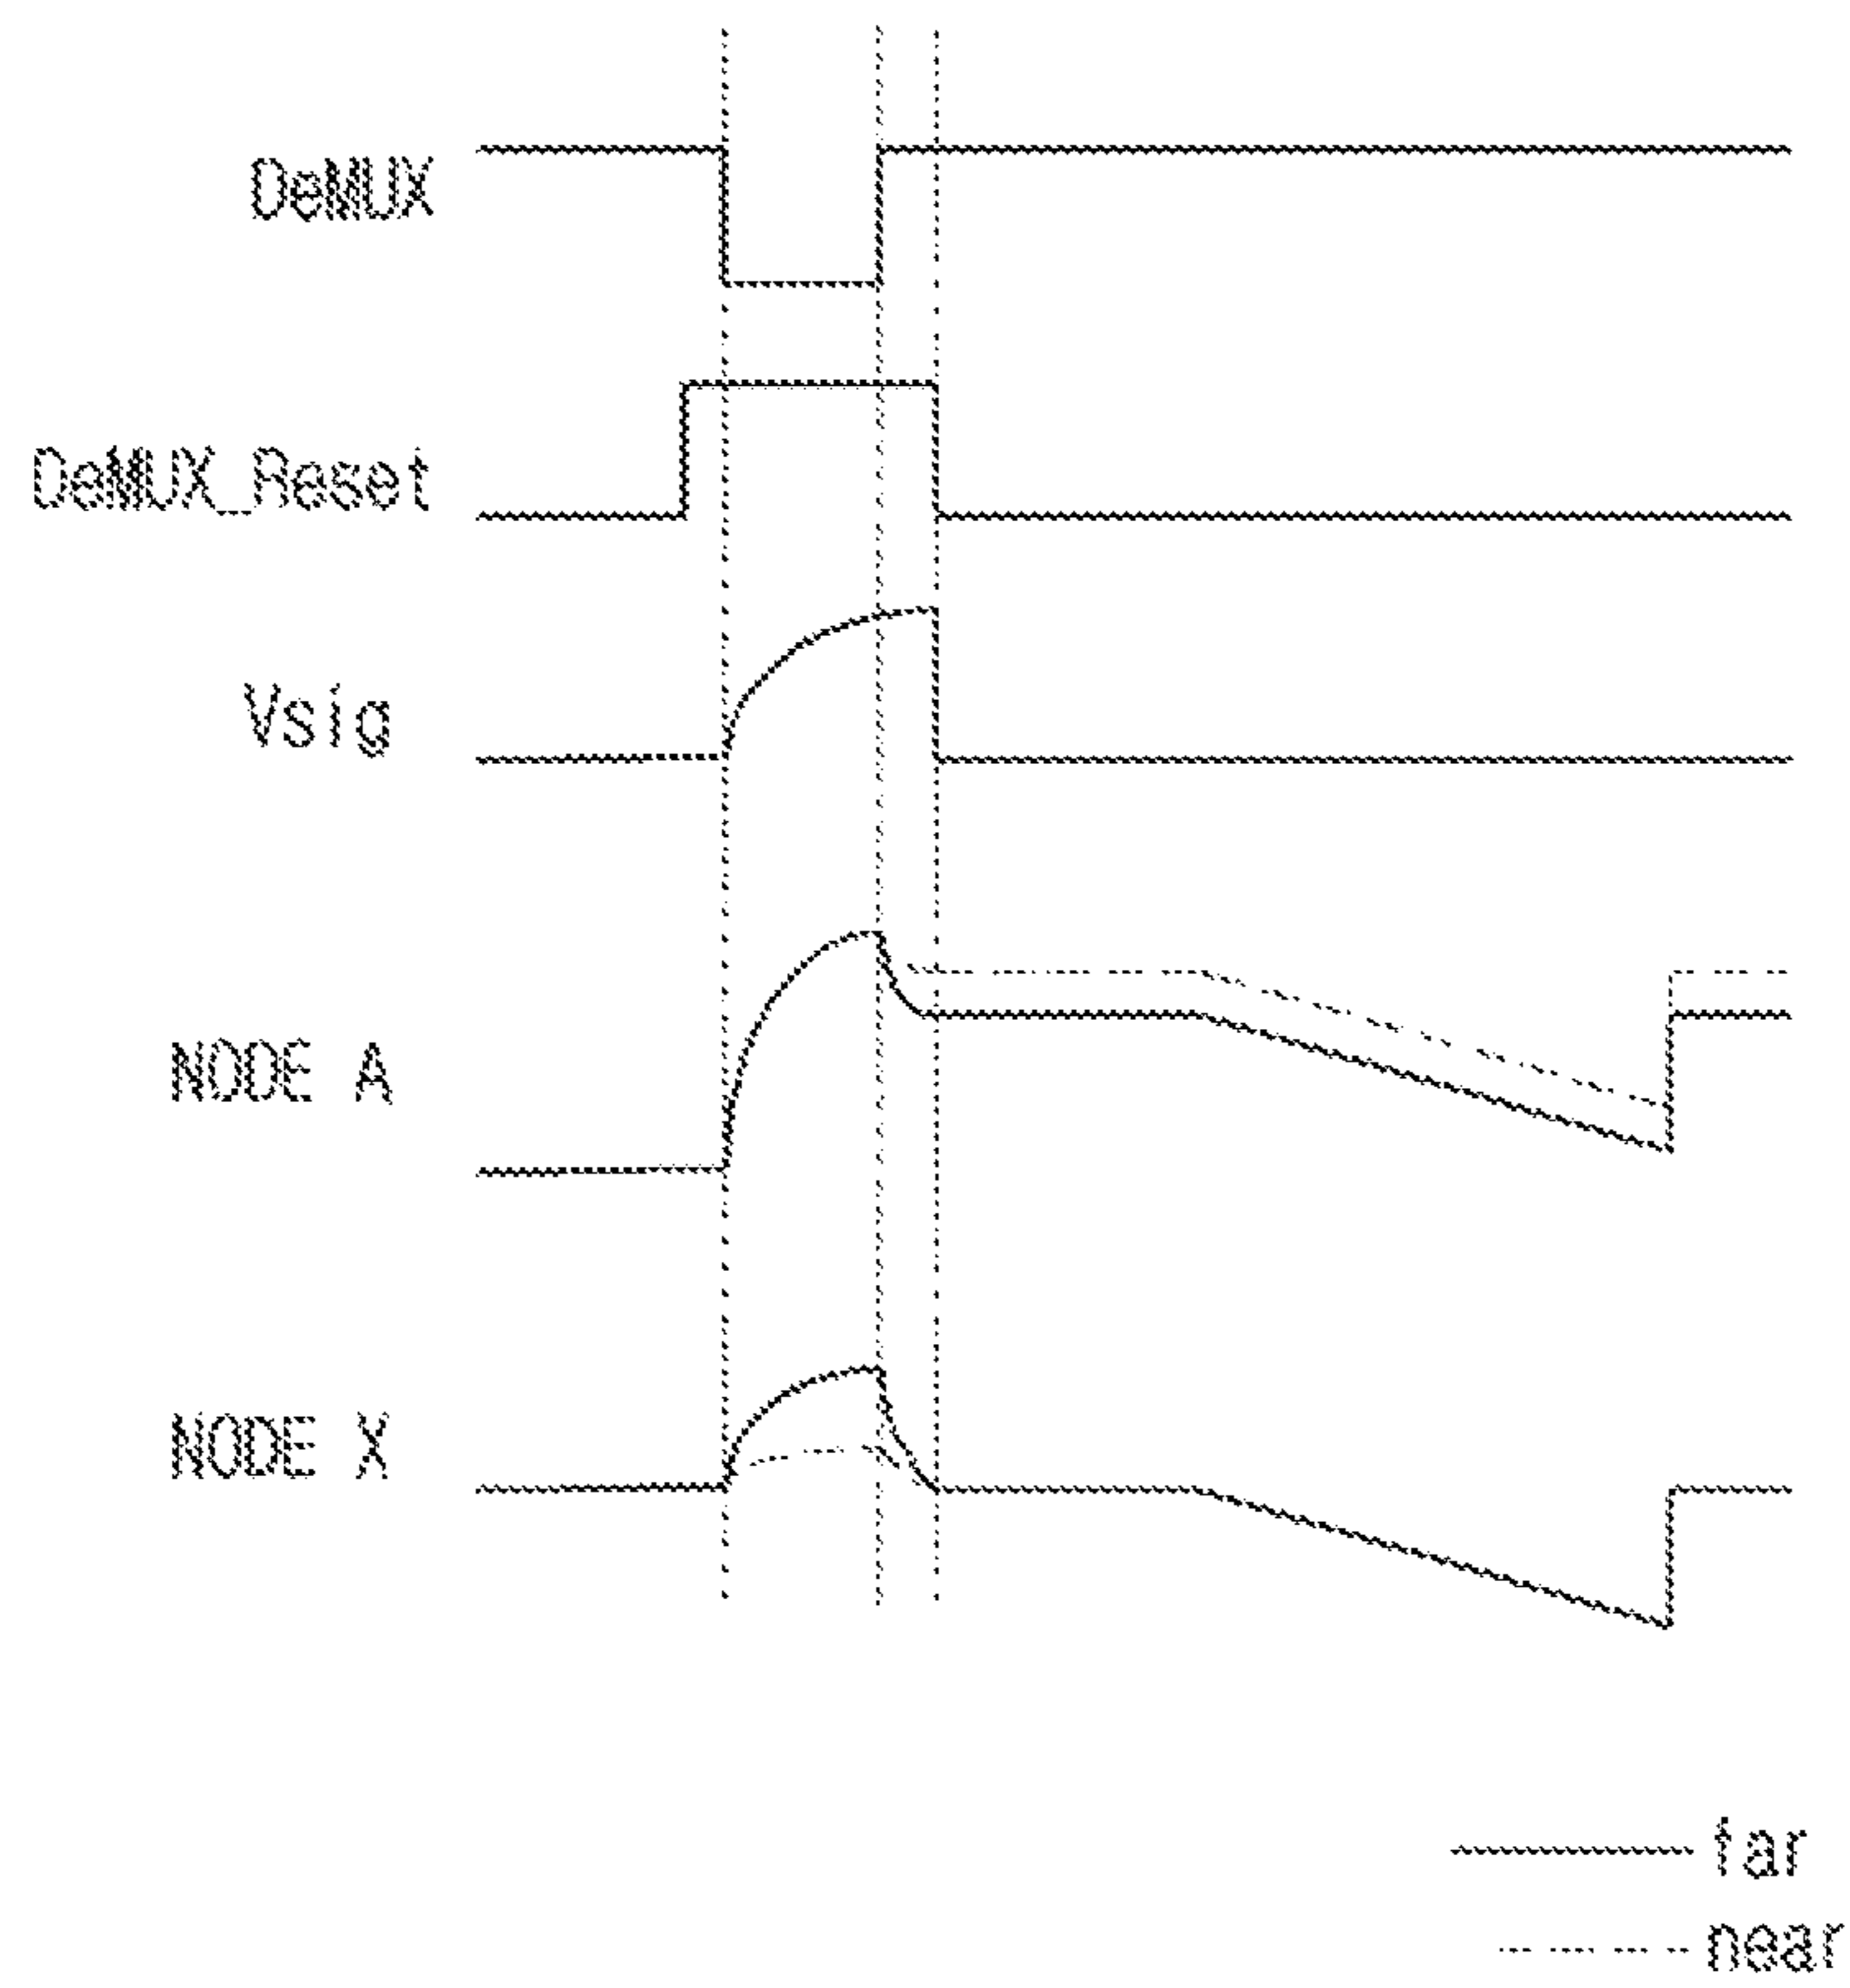 DeMUX
DeMUX_Reset
Vsig
NODE A
NODE X
far
near